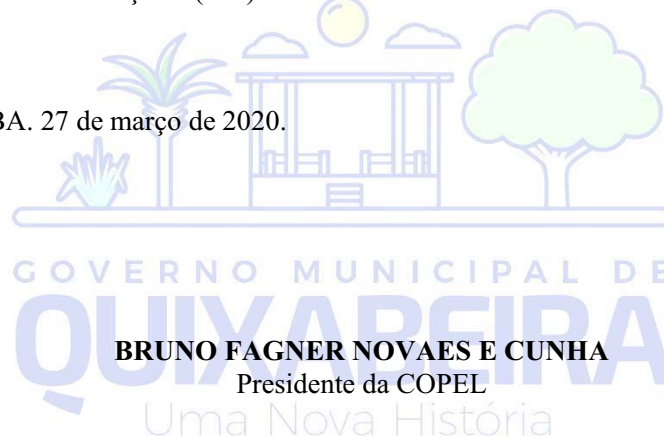 BA. 27 de março de 2020.
GOVERNO MUNICIPAL DE
QUIXABEIRA
BRUNO FAGNER NOVAES E CUNHA
Presidente da COPEL
Uma Nova História